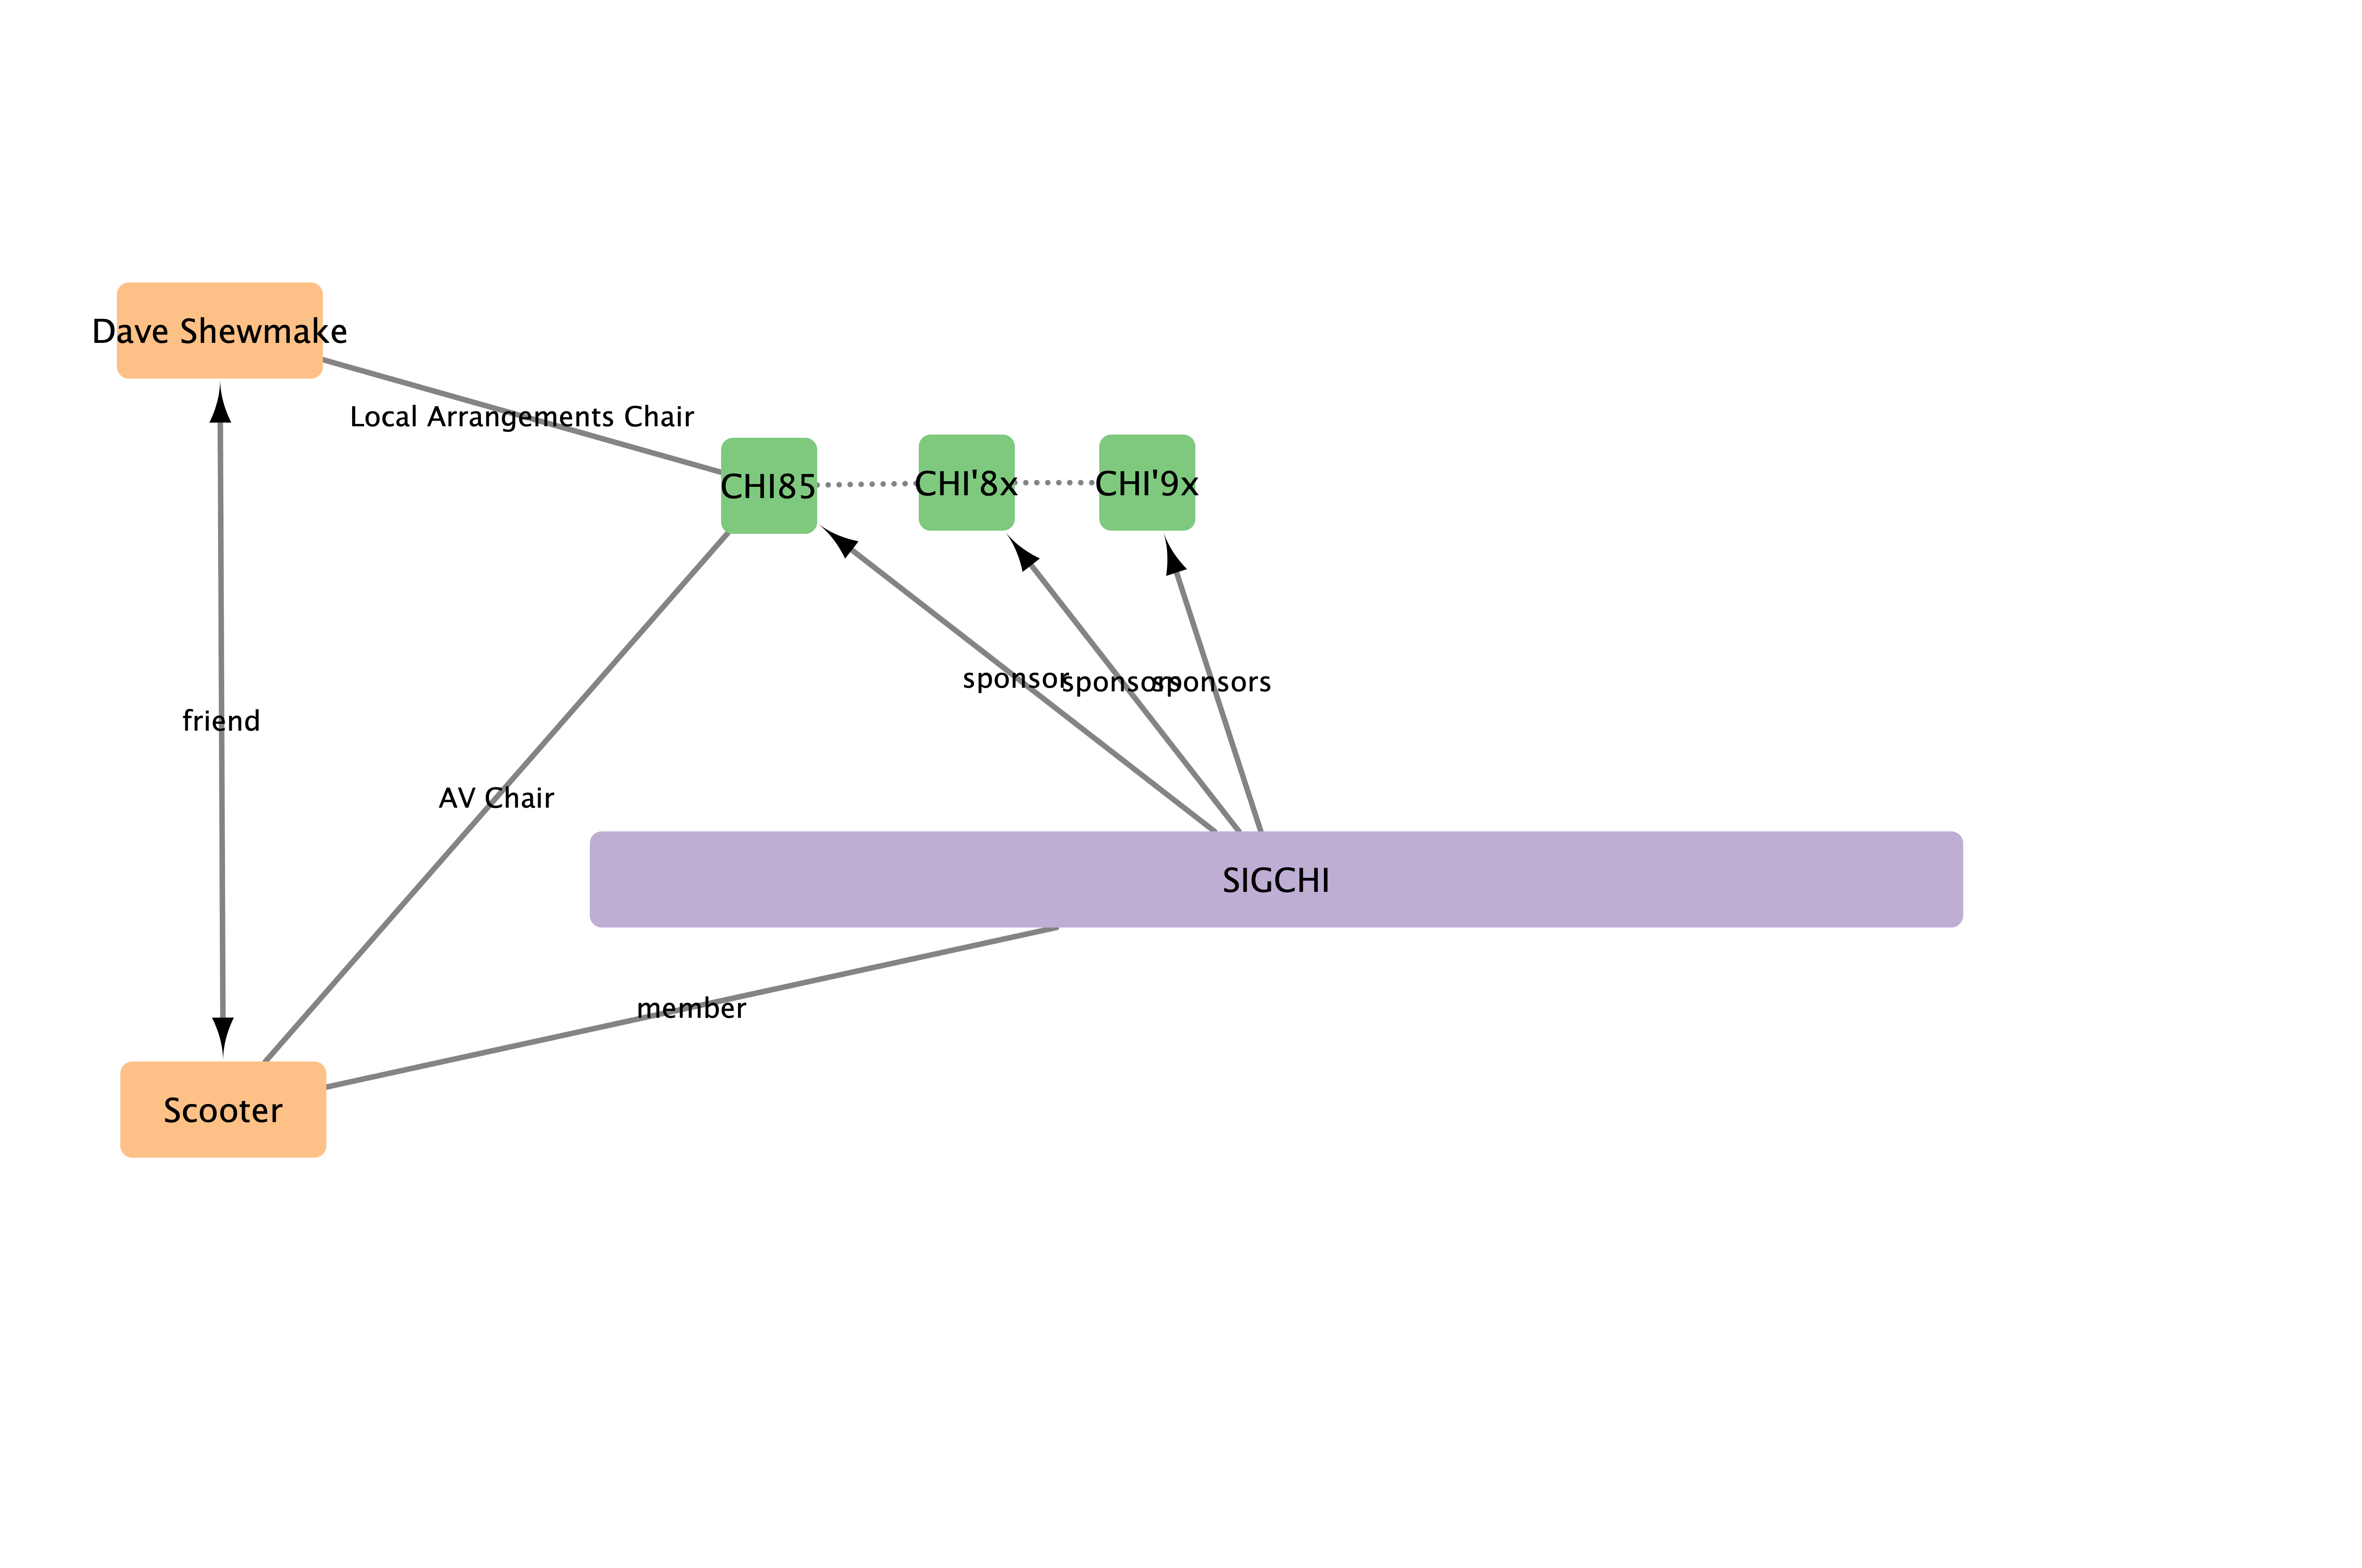 Dave Shewmake
Local Arrangements Chair
CHI85
CHI'8x
CHI'9x
sponsor
sponsors
sponsors
friend
AV Chair
SIGCHI
member
Scooter